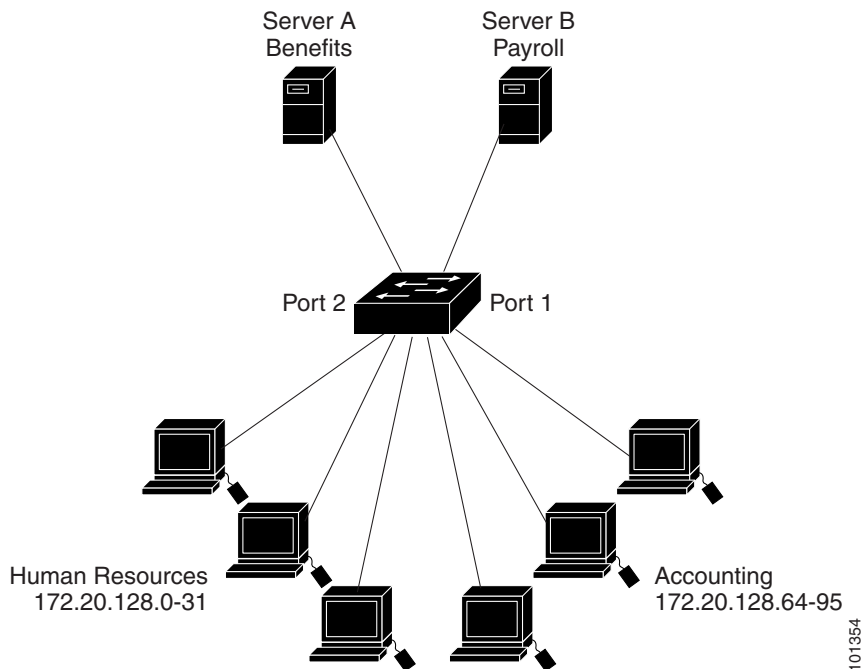 Server A
Benefits
Server B
Payroll
Port 2
Port 1
Human Resources
172.20.128.0-31
Accounting
172.20.128.64-95
101354